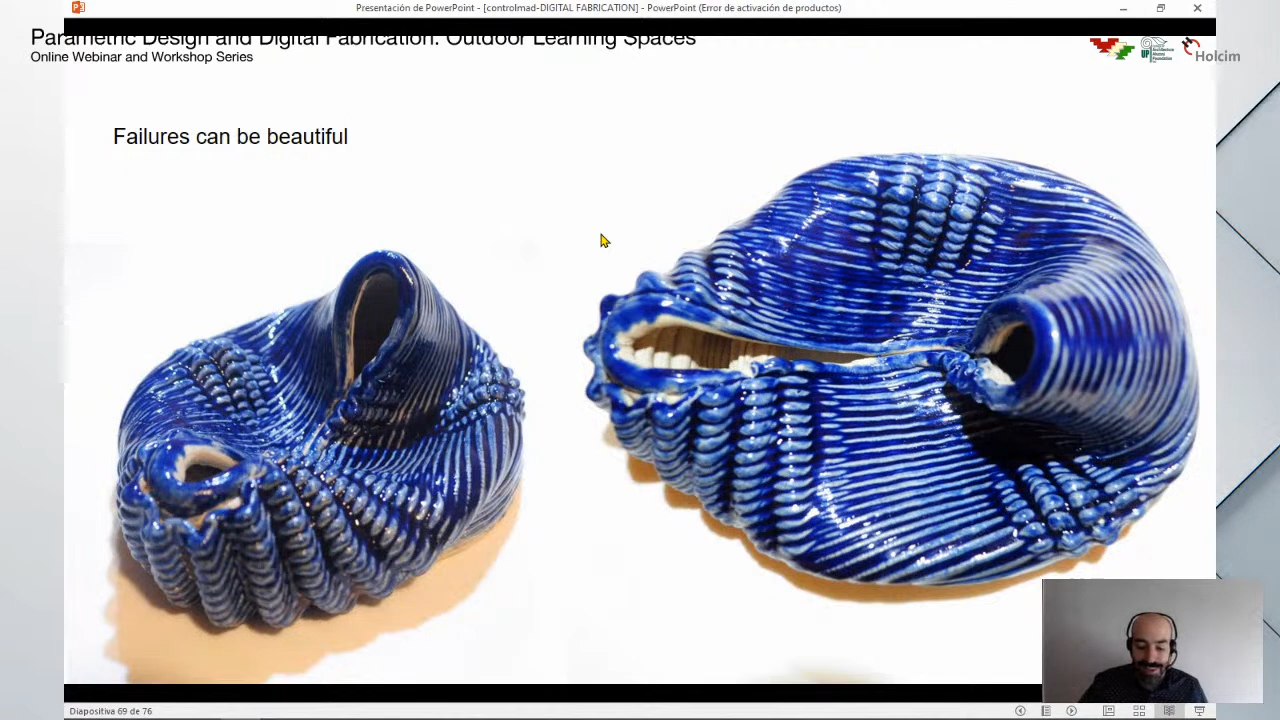 Presentación de PowerPoint - [controlmad-DIGITAL FABRICATION] - PowerPoint (Error de activación de productos)
Parametric Design and Digital Fabrication: Outdoor Learning Spaces
Online Webinar and Workshop Series
UP
Holcim
Failures can be beautiful
Diapositiva 69 de 76